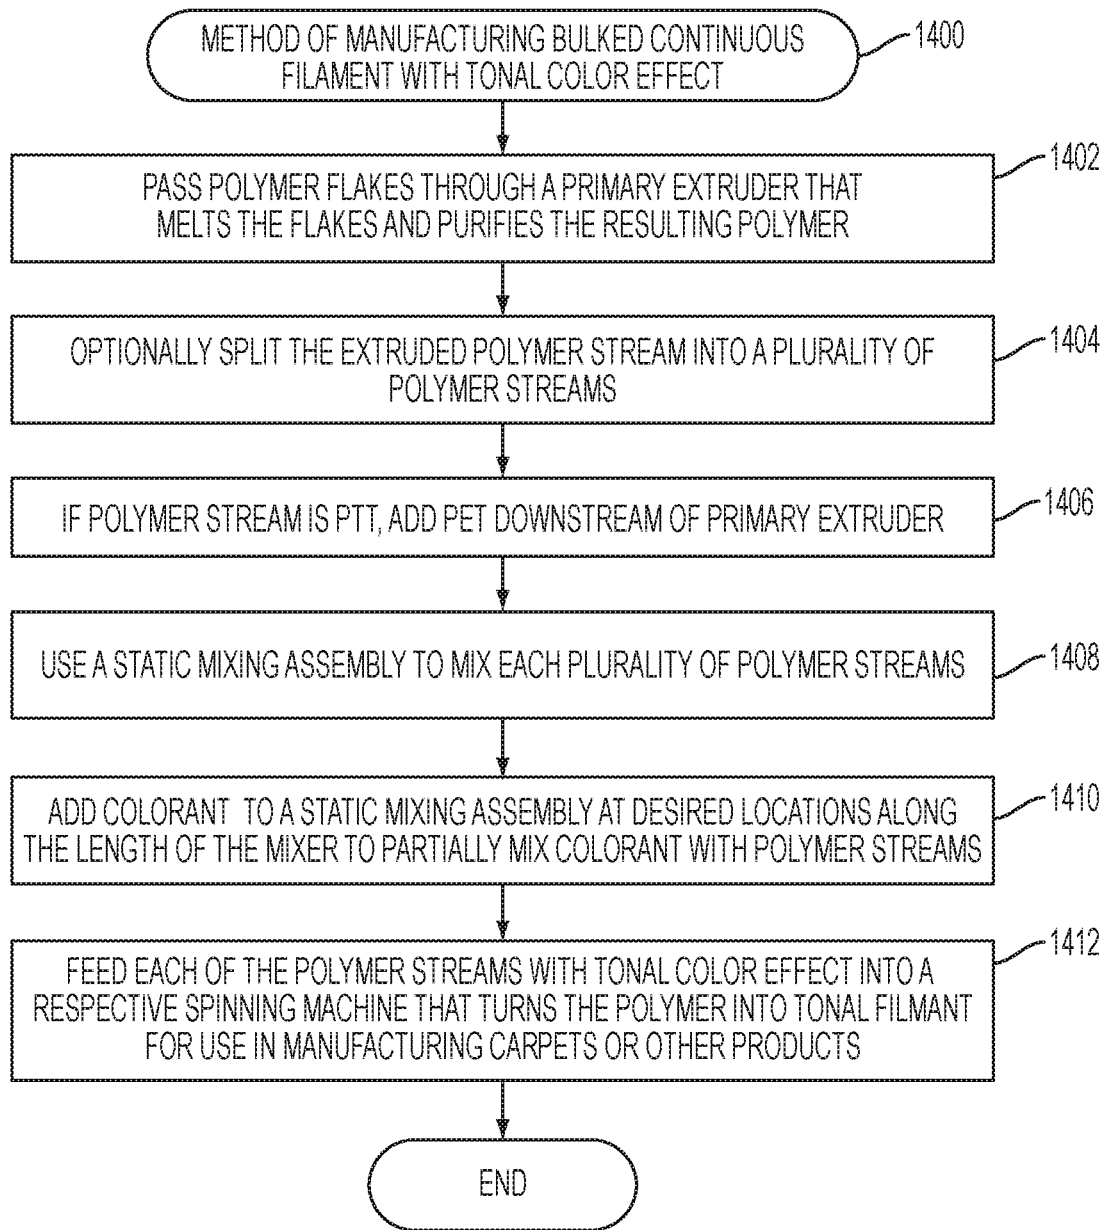 METHOD OF MANUFACTURING BULKED CONTINUOUS
FILAMENT WITH TONAL COLOR EFFECT
1400
PASS POLYMER FLAKES THROUGH A PRIMARY EXTRUDER THAT
MELTS THE FLAKES AND PURIFIES THE RESULTING POLYMER
1402
OPTIONALLY SPLIT THE EXTRUDED POLYMER STREAM INTO A PLURALITY OF
POLYMER STREAMS
1404
IF POLYMER STREAM IS PTT, ADD PET DOWNSTREAM OF PRIMARY EXTRUDER
1406
USE A STATIC MIXING ASSEMBLY TO MIX EACH PLURALITY OF POLYMER STREAMS
1408
ADD COLORANT TO A STATIC MIXING ASSEMBLY AT DESIRED LOCATIONS ALONG
THE LENGTH OF THE MIXER TO PARTIALLY MIX COLORANT WITH POLYMER STREAMS
1410
FEED EACH OF THE POLYMER STREAMS WITH TONAL COLOR EFFECT INTO A
RESPECTIVE SPINNING MACHINE THAT TURNS THE POLYMER INTO TONAL FILMANT
FOR USE IN MANUFACTURING CARPETS OR OTHER PRODUCTS
1412
END